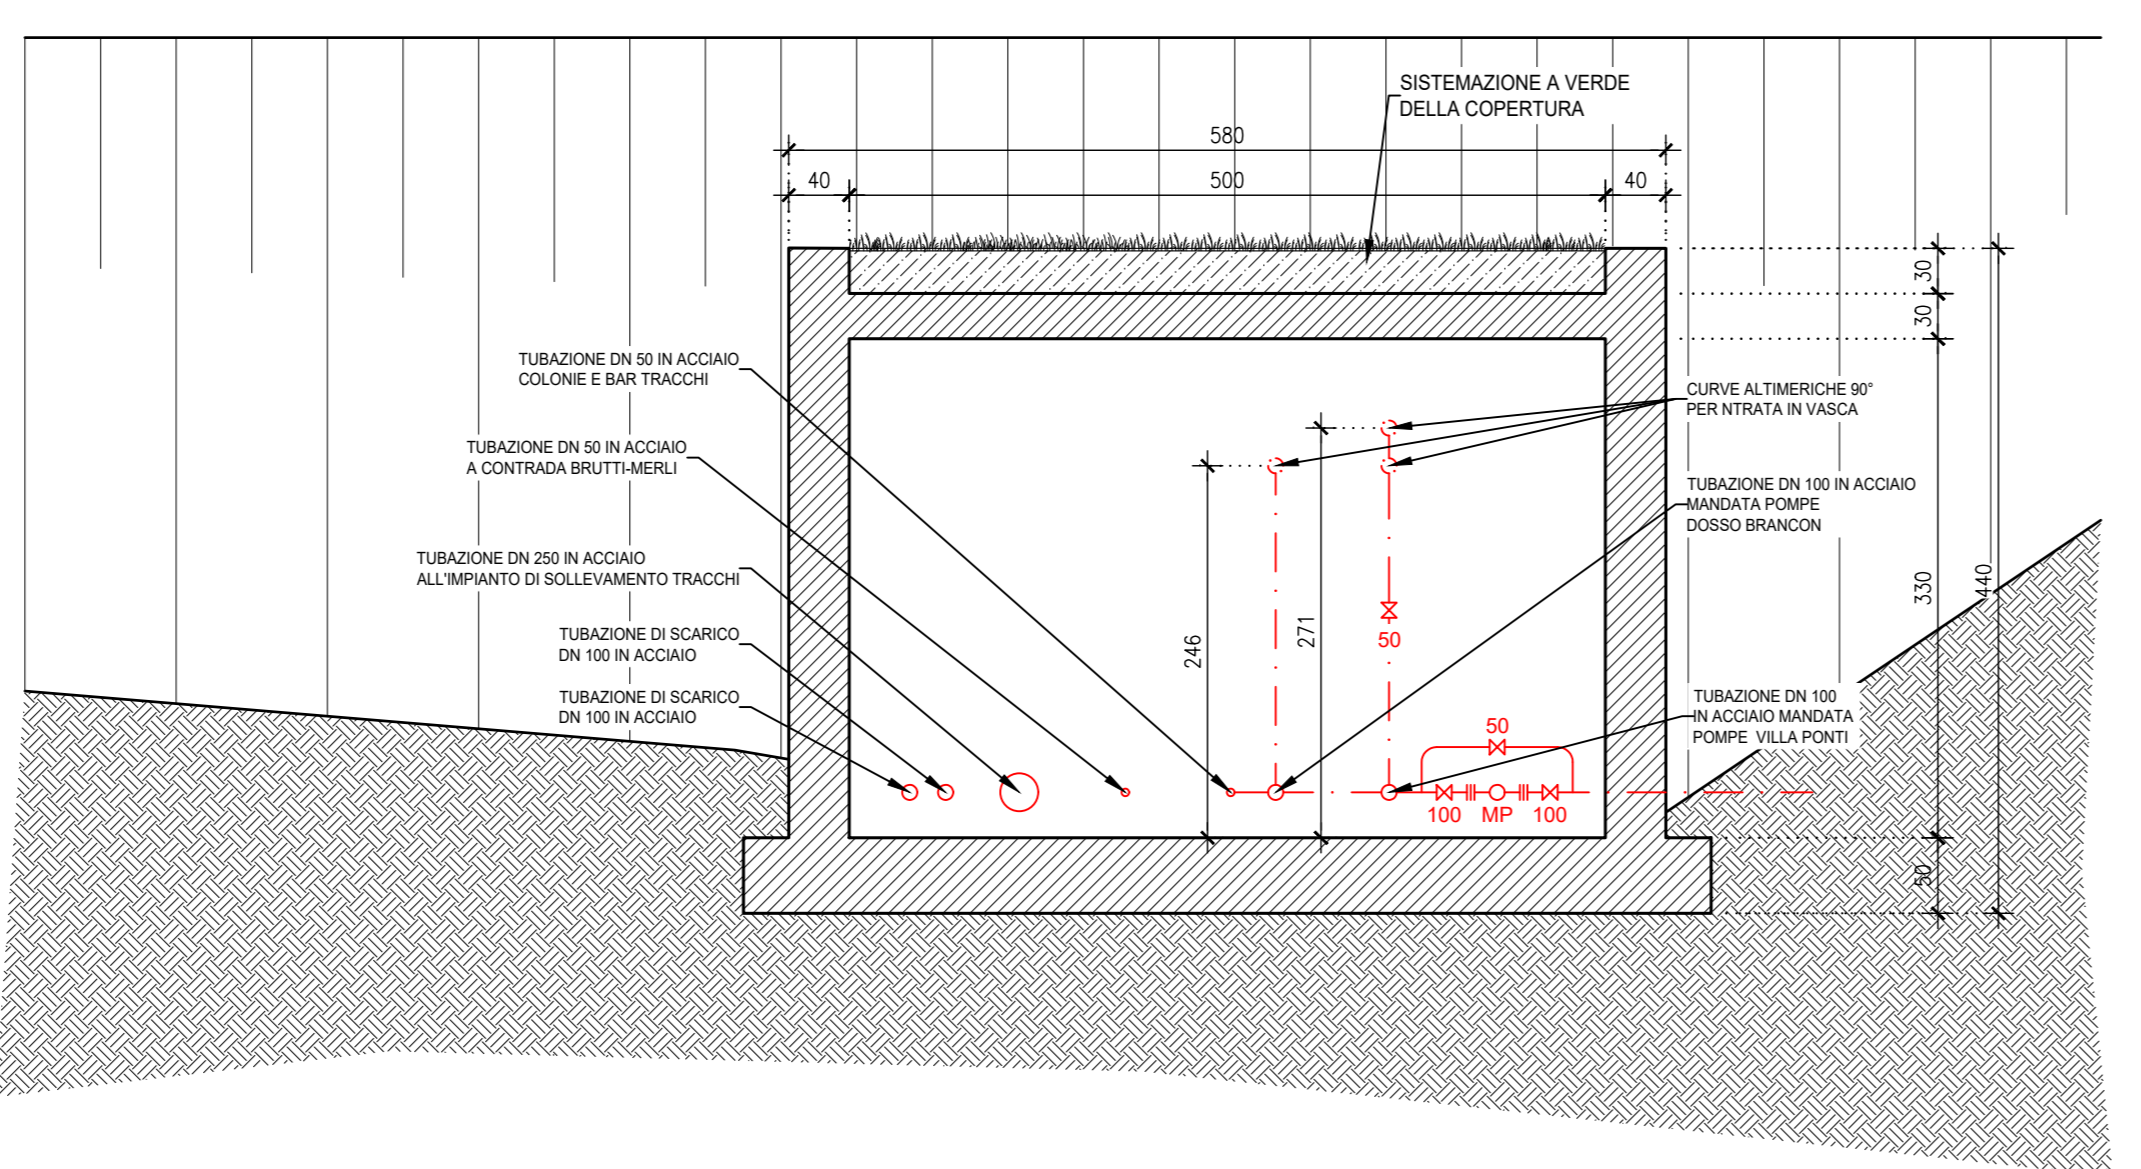 SISTEMAZIONE A VERDE
DELLA COPERTURA
580
40
500
40
30
30
TUBAZIONE DN 50 IN ACCIAIO
COLONIE E BAR TRACCHI
CURVE ALTIMERICHE 90°
PER NTRATA IN VASCA
TUBAZIONE DN 50 IN ACCIAIO
A CONTRADA BRUTTI-MERLI
TUBAZIONE DN 100 IN ACCIAIO
MANDATA POMPE
DOSSO BRANCON
TUBAZIONE DN 250 IN ACCIAIO
ALL'IMPIANTO DI SOLLEVAMENTO TRACCHI
330
440
TUBAZIONE DI SCARICO
DN 100 IN ACCIAIO
246
271
50
TUBAZIONE DI SCARICO
DN 100 IN ACCIAIO
TUBAZIONE DN 100
IN ACCIAIO MANDATA
POMPE VILLA PONTI
50
100 MP 100
50